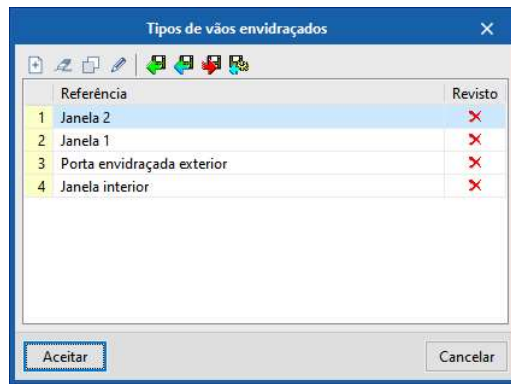 Tipos de vãos envidraçados
Referência Revisto
1 Janela 2
2 Janela 1
3 Porta envidraçada exterior
4 Janela interior
Aceitar Cancelar